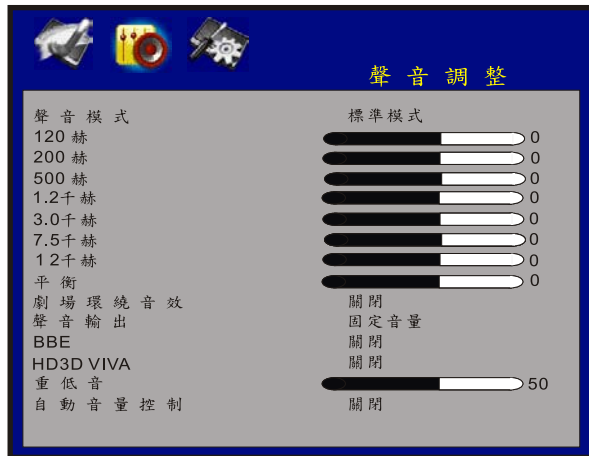 聲音調整
聲音模式 標準模式
120 赫 0
200 赫 0
500 赫 0
1.2千赫 0
3.0千赫 0
7.5千赫 0
12千赫 0
平衡 0
劇場環繞音效 關閉
聲音輸出 固定音量
BBE 關閉
HD3D VIVA 關閉
重低音 50
自動音量控制 關閉